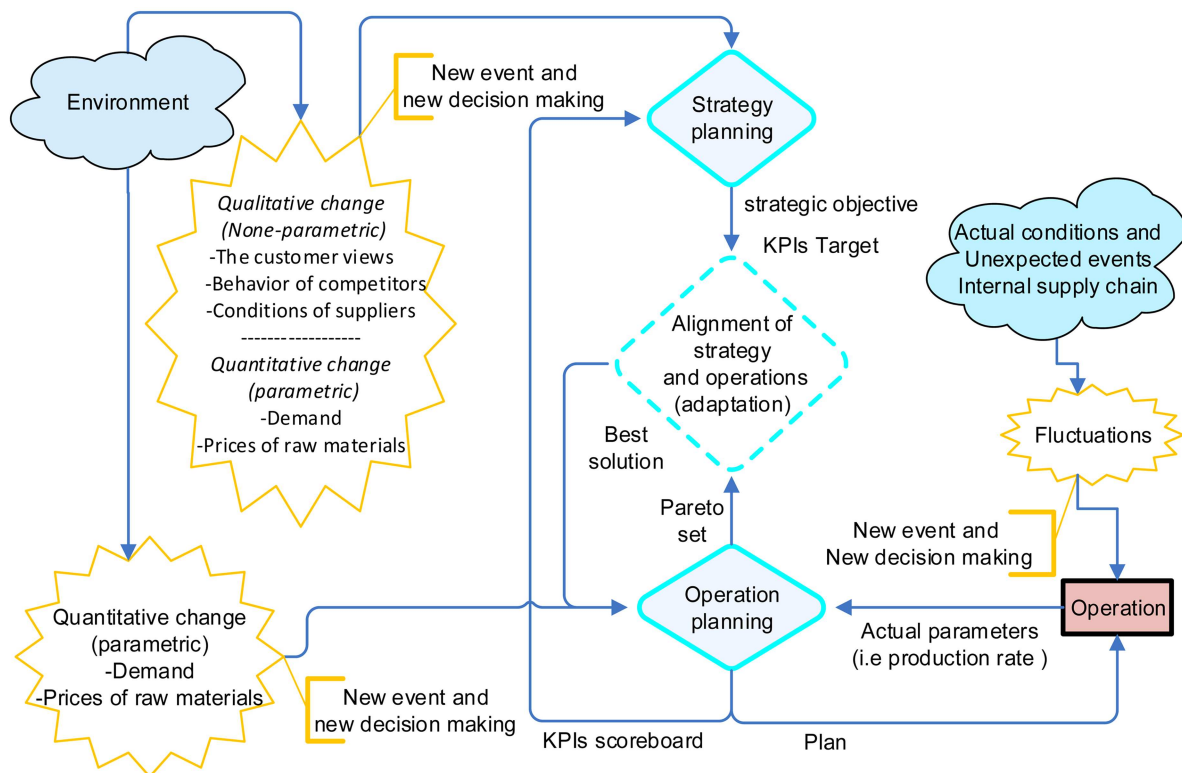 Environment
New event and
new decision making
Strategy
planning
Qualitative change
(None-parametric)
-The customer views
-Behavior of competitors
-Conditions of suppliers
------------------
Quantitative change
(parametric)
-Demand
-Prices of raw materials
strategic objective
KPIs Target
Actual conditions and
Unexpected events
Internal supply chain
Alignment of
strategy
and operations
(adaptation)
Best
solution
Fluctuations
Pareto
set
New event and
New decision making
Operation
planning
Operation
Actual parameters
(i.e production rate )
Quantitative change
(parametric)
-Demand
-Prices of raw materials
New event and
new decision making
KPIs scoreboard
Plan